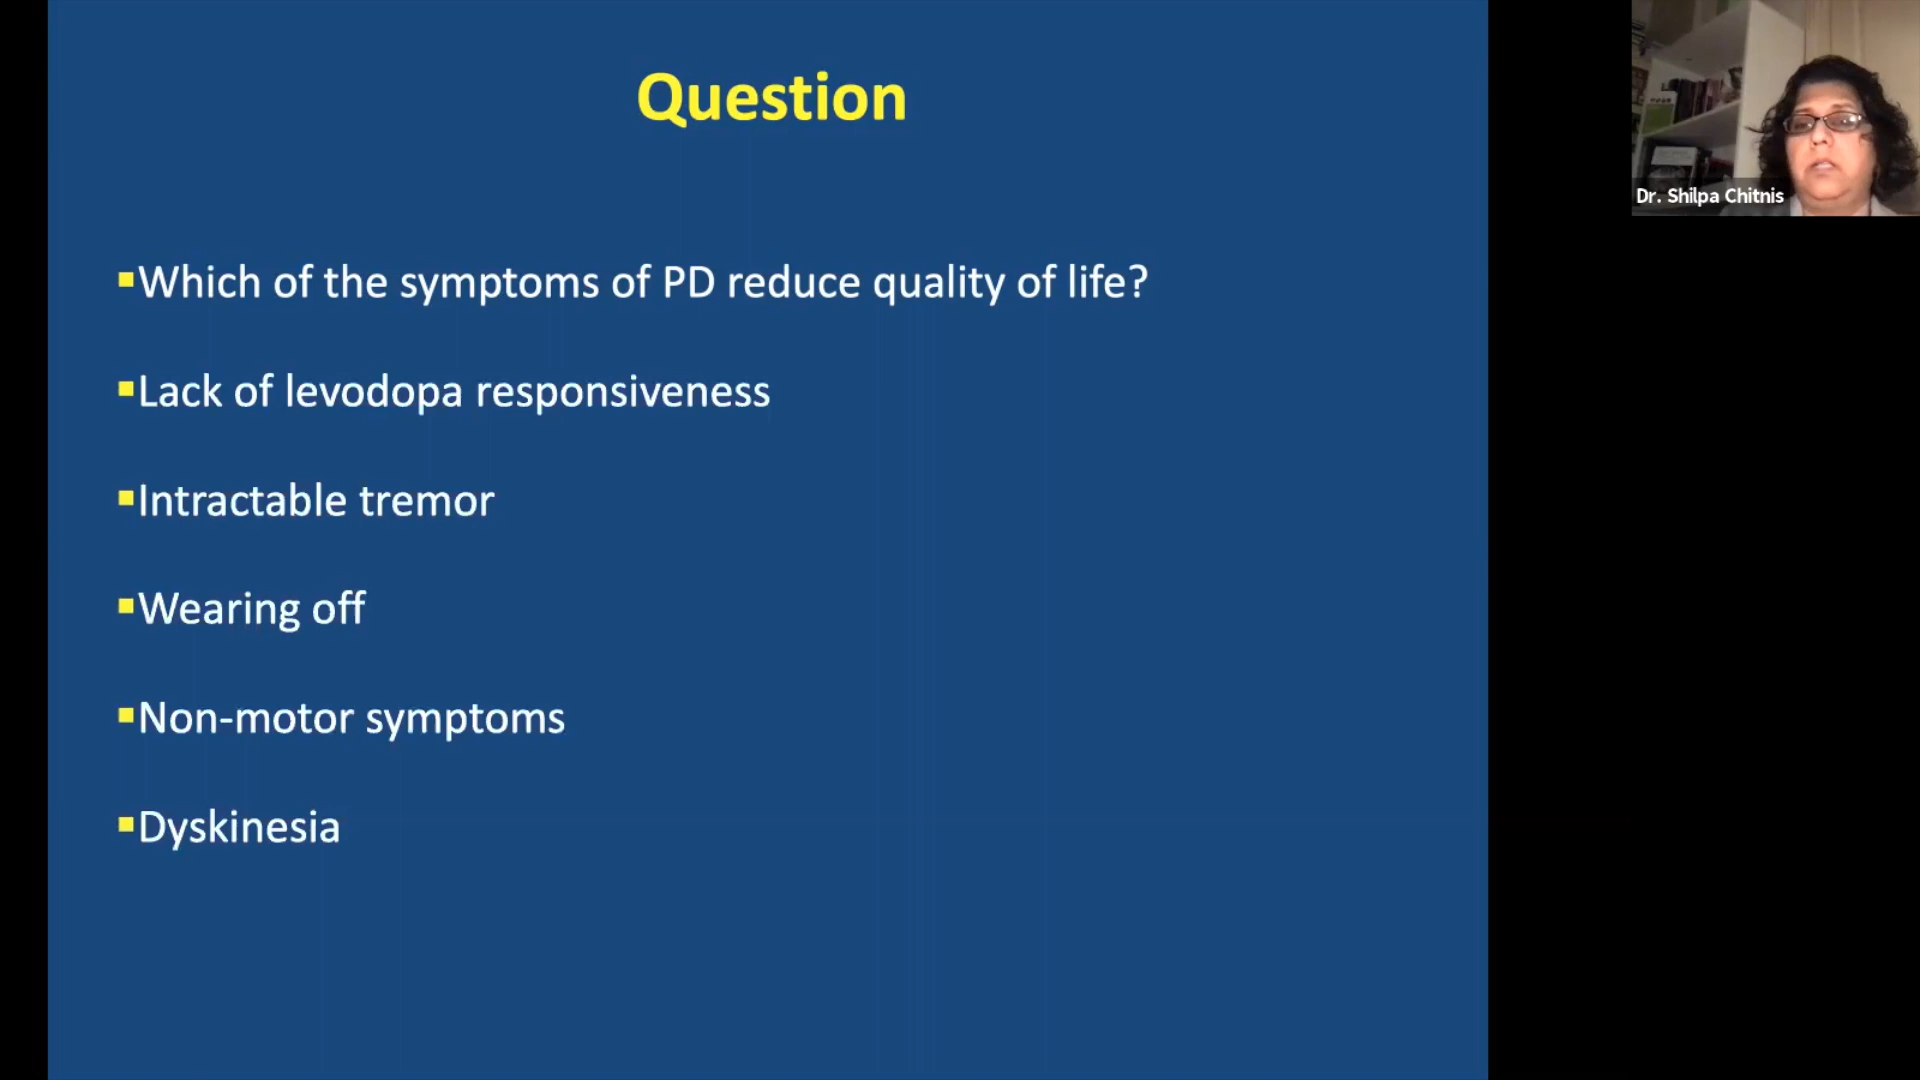 Question
Dr. Shilpa Chitnis
▪Which of the symptoms of PD reduce quality of life?
▪Lack of levodopa responsiveness
▪Intractable tremor
▪Wearing off
▪Non-motor symptoms
▪Dyskinesia